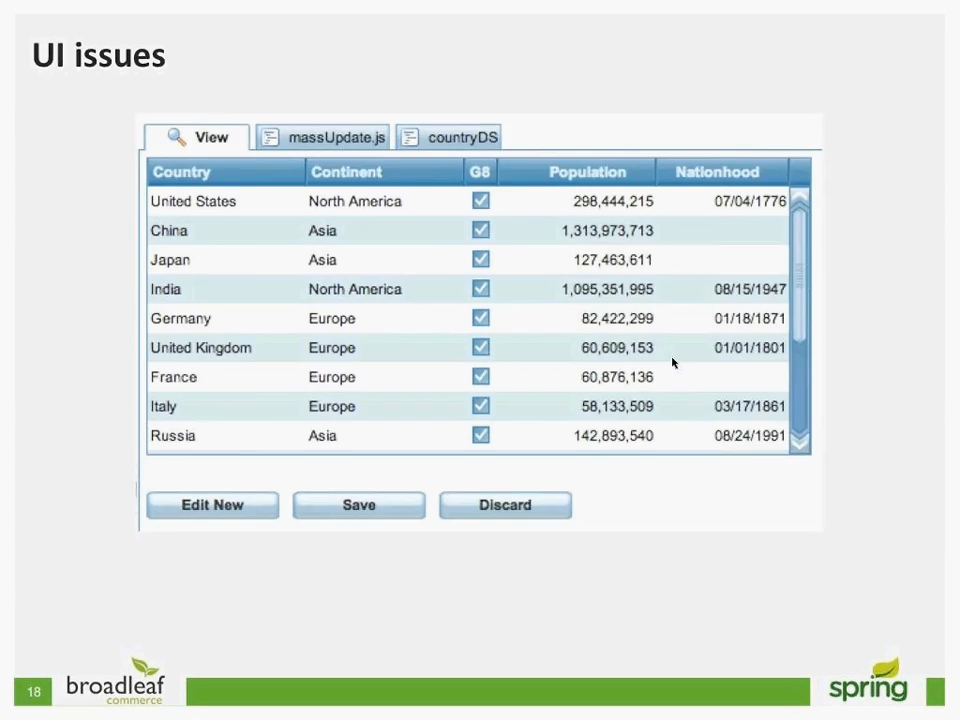 UI issues
View massUpdate.js countryDS
Country Continent G8 Population Nationhood
United States North America 298,444,215 07/04/1776
China Asia 1,313,973,713
Japan Asia 127,463,611
India North America 1,095,351,995 08/15/1947
Germany Europe 82,422,299 01/18/1871
United Kingdom Europe 60,609,153 01/01/1801
France Europe 60,876,136
Italy Europe 58,133,509 03/17/1861
Russia Asia 142,893,540 08/24/1991
Edit New Save Discard
18 broadleaf commerce spring